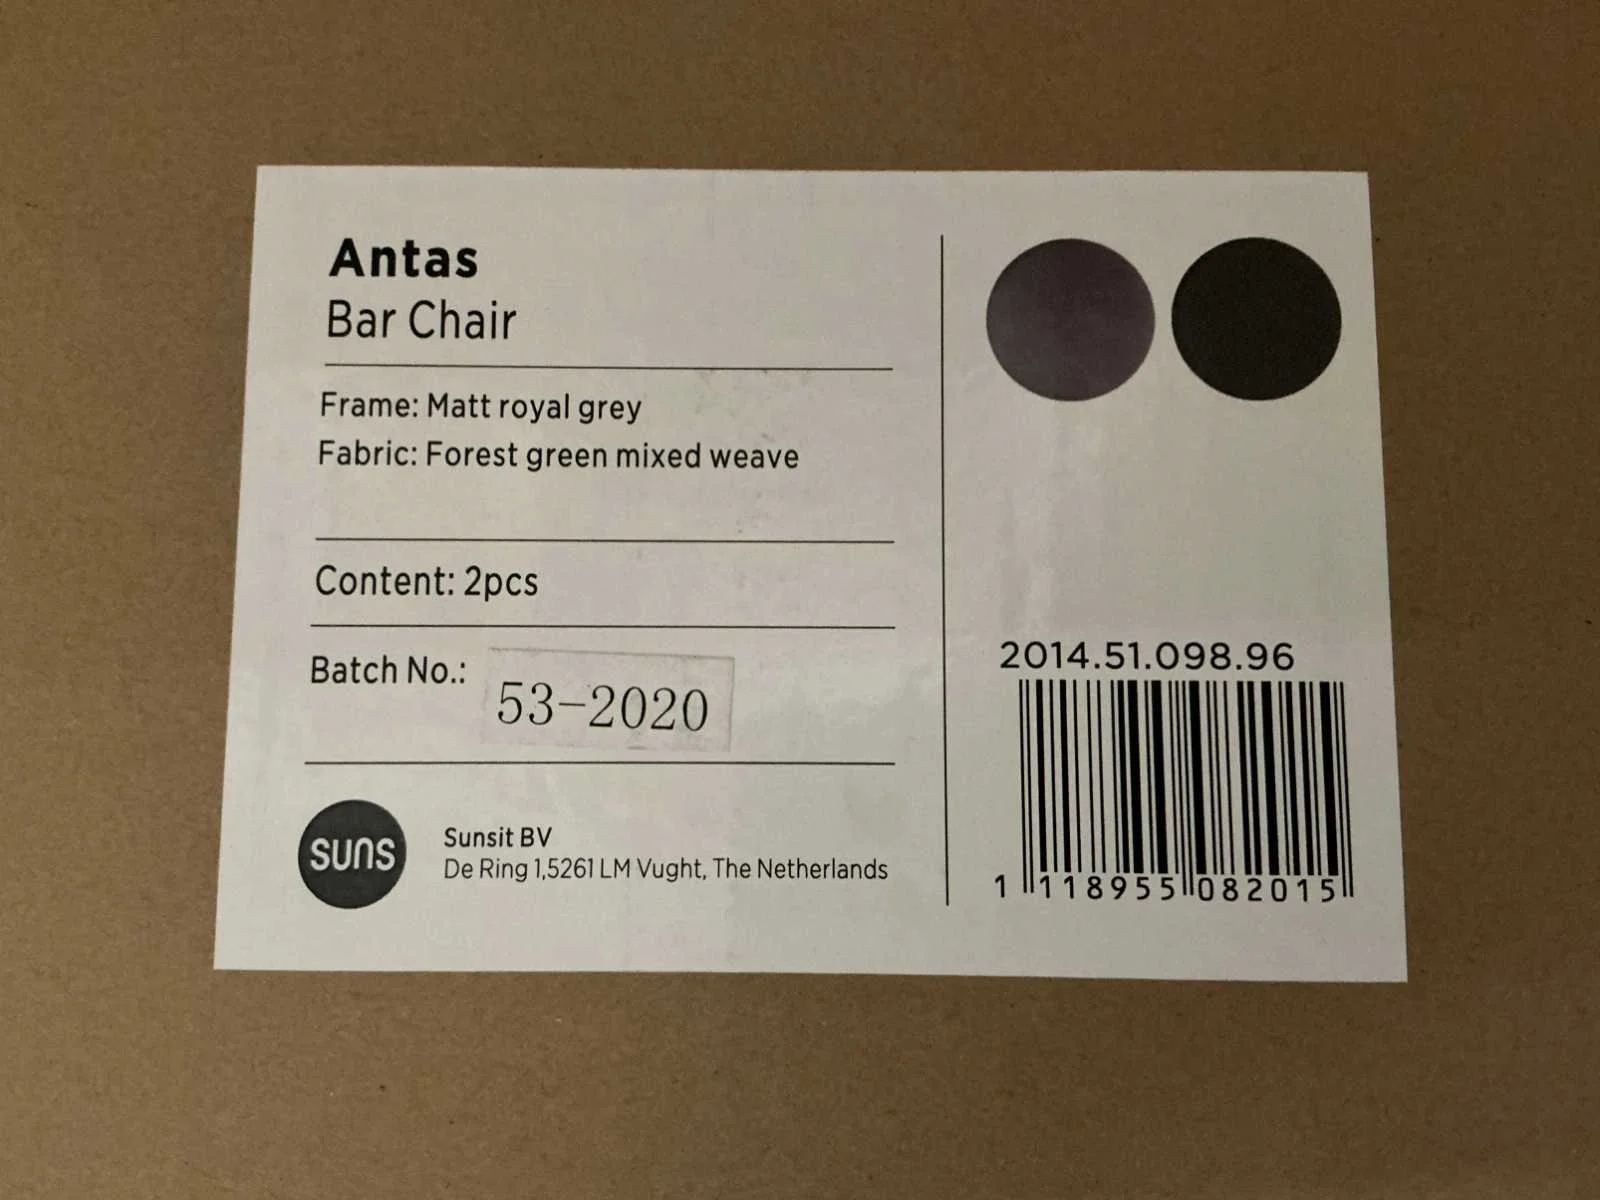 Antas
Bar Chair
Frame: Matt royal grey
Fabric: Forest green mixed weave
Content: 2pcs
Batch No.: 53-2020
suns
Sunsit BV
De Ring 1,5261 LM Vught, The Netherlands
2014.51.098.96
1 118955 082015